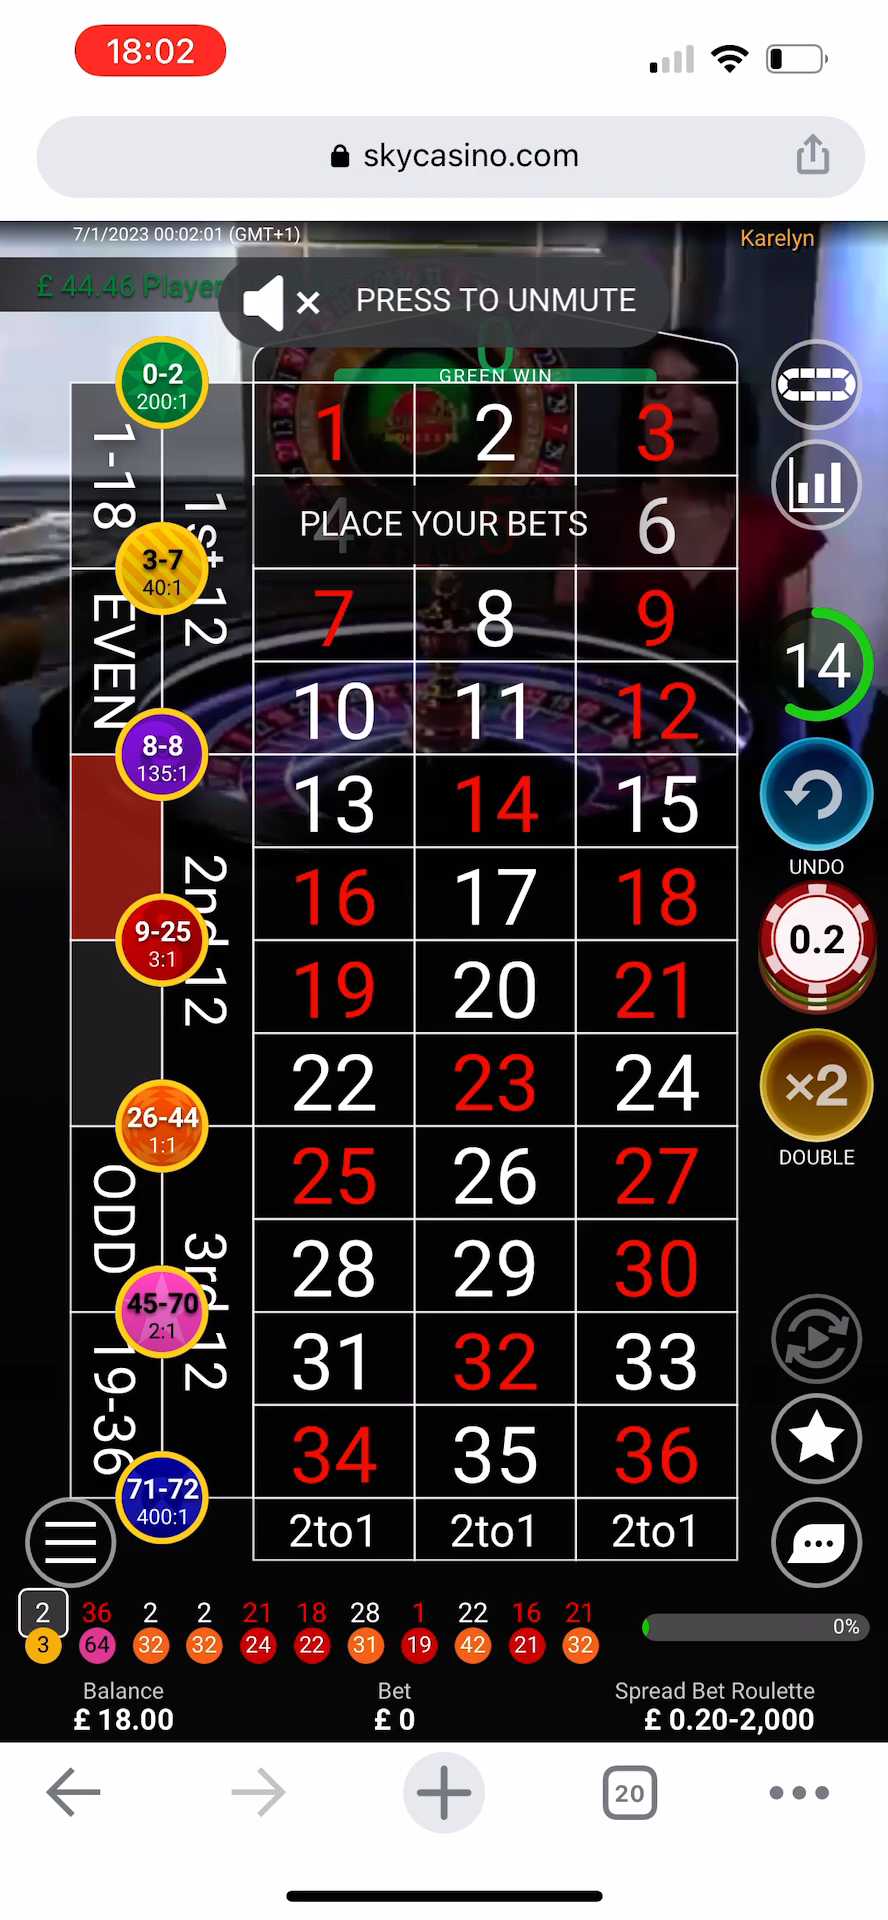 18:02
skycasino.com
7/1/2023 00:02:01 (GMT+1)
Karelyn
£ 44.46 Player
PRESS TO UNMUTE
0
GREEN WIN
0-2
200:1
1 2 3
1-18
1st 12
PLACE YOUR BETS
4 5 6
3-7
40:1
7 8 9
EVEN
14
10 11 12
8-8
135:1
13 14 15
UNDO
16 17 18
2nd 12
9-25
3:1
0.2
19 20 21
22 23 24
×2
DOUBLE
26-44
1:1
25 26 27
ODD
28 29 30
3rd 12
45-70
2:1
31 32 33
19-36
34 35 36
71-72
400:1
2to1 2to1 2to1
2 36 2 2 21 18 28 1 22 16 21
3 64 32 32 24 22 31 19 42 21 32
0%
Balance Bet Spread Bet Roulette
£ 18.00 £ 0 £ 0.20-2,000
20